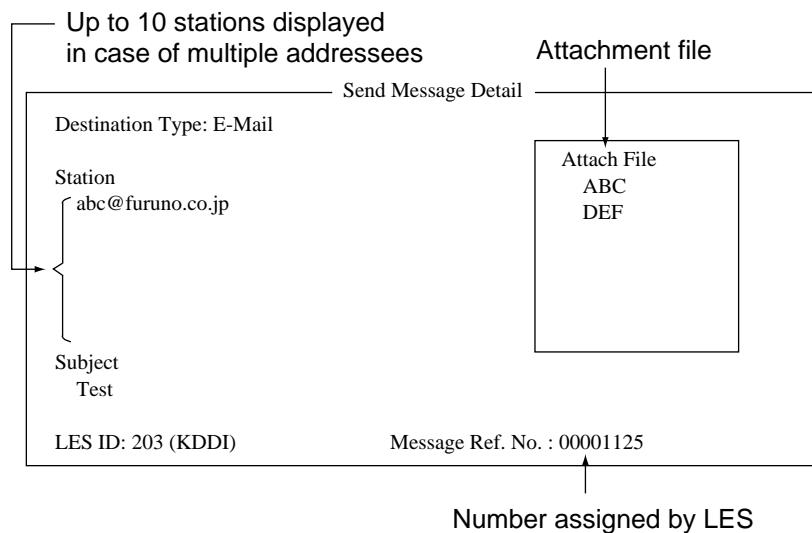 Up to 10 stations displayed
in case of multiple addressees
Attachment file
Send Message Detail
Destination Type: E-Mail
Attach File
ABC
DEF
Station
abc@furuno.co.jp
Subject
Test
LES ID: 203 (KDDI)
Message Ref. No. : 00001125
Number assigned by LES